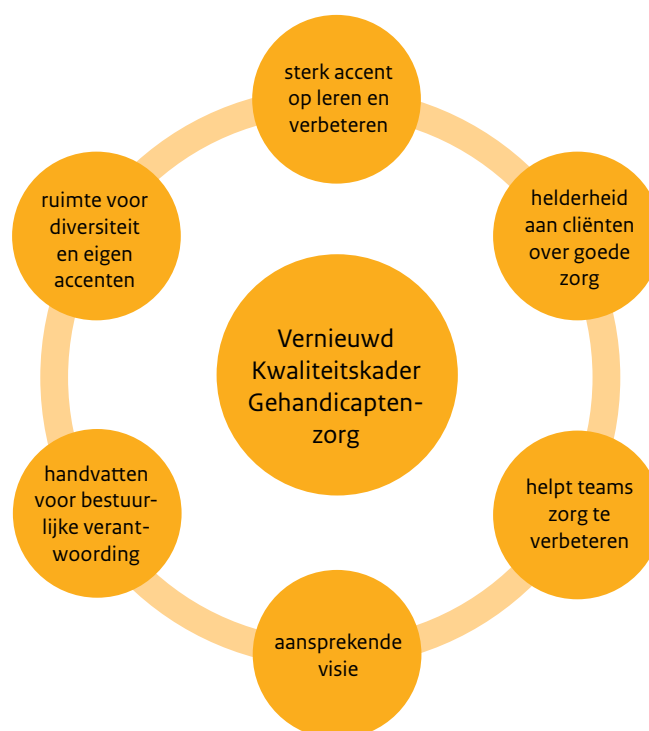 sterk accent
op leren en
verbeteren
helderheid
aan cliënten
over goede
zorg
helpt teams
zorg te
verbeteren
aansprekende
visie
handvatten
voor bestuur-
lijke verant-
woording
ruimte voor
diversiteit
en eigen
accenten
Vernieuwd
Kwaliteitskader
Gehandicapten-
zorg